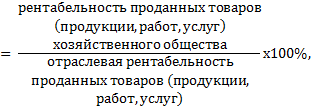 рентабельность проданных товаров
(продукции, работ, услуг)
хозяйственного общества
=
отраслевая рентабельность
x100%,
проданных товаров (продукции,
работ, услуг)